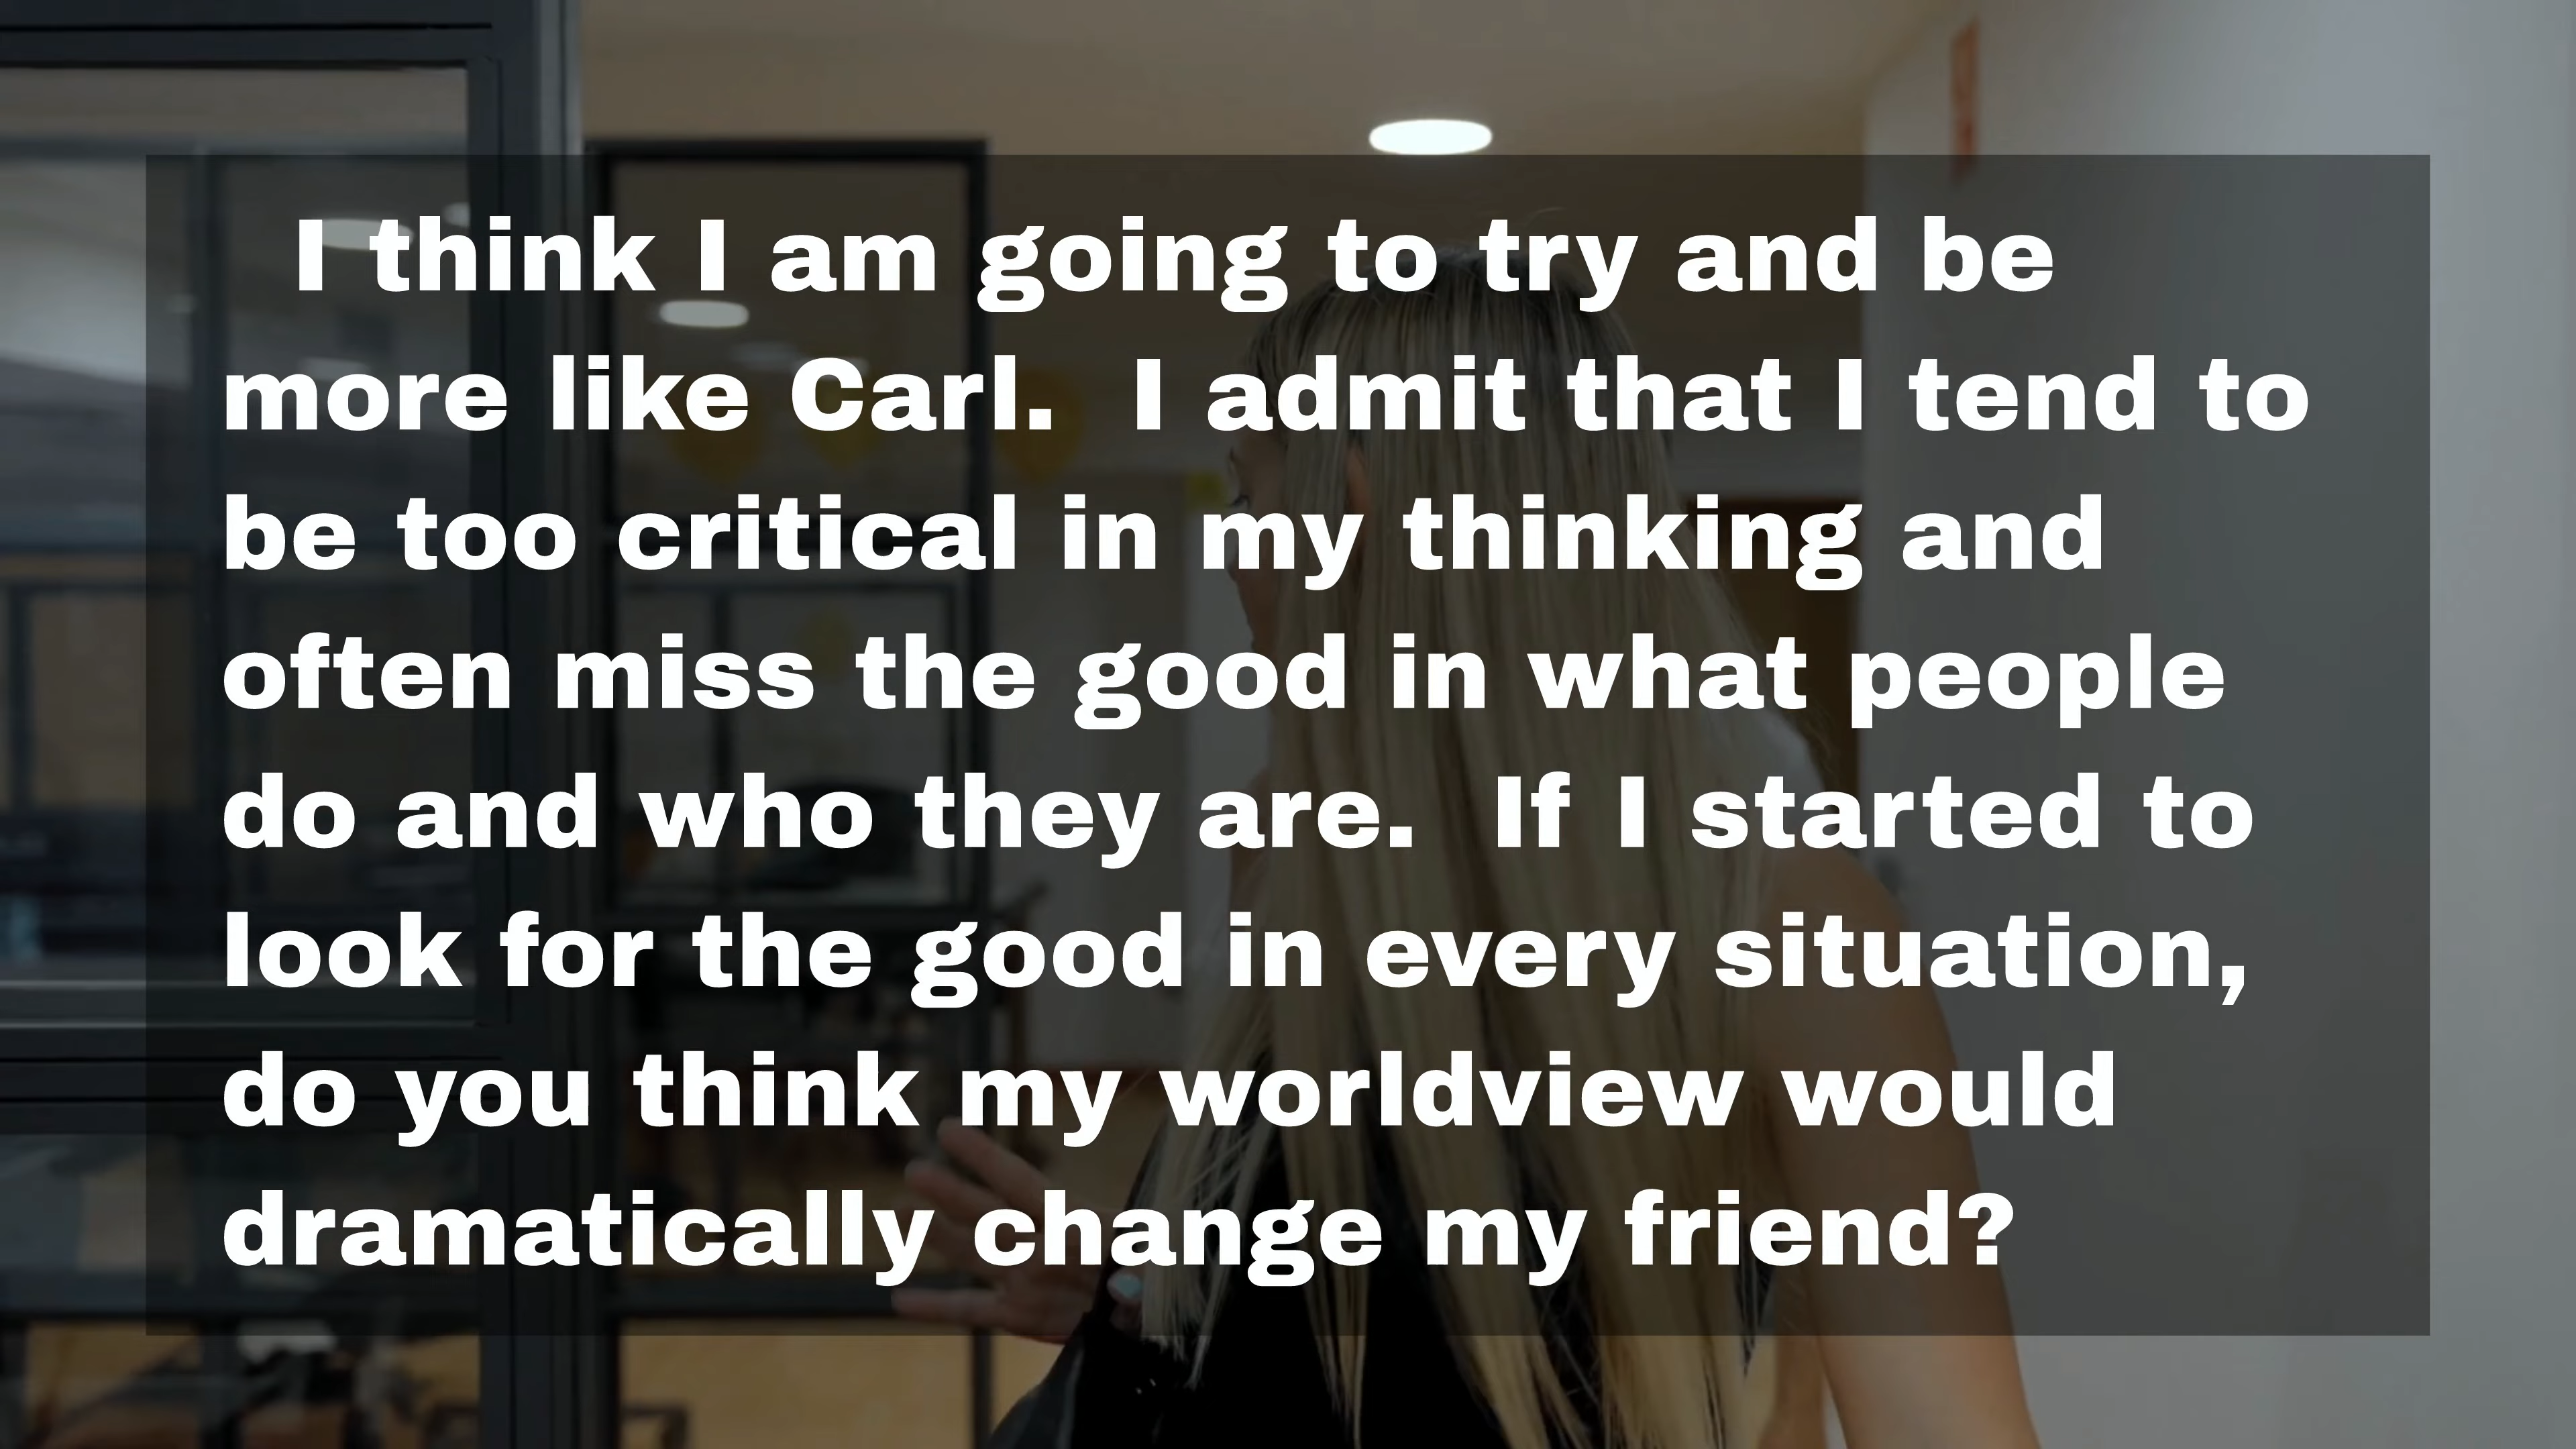 I think I am going to try and be
more like Carl.  I admit that I tend to
be too critical in my thinking and
often miss the good in what people
do and who they are.  If I started to
look for the good in every situation,
do you think my worldview would
dramatically change my friend?